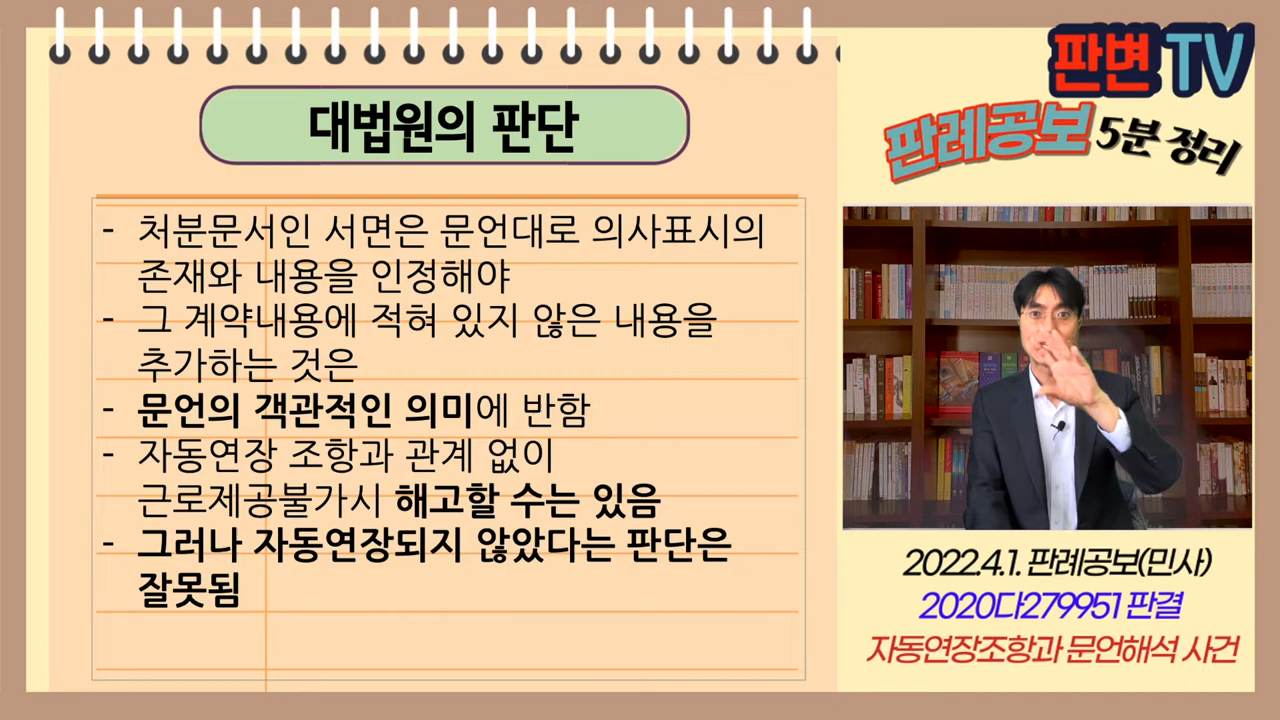 판변 TV
판례공보 5분 정리
대법원의 판단
- 처분문서인 서면은 문언대로 의사표시의
존재와 내용을 인정해야
- 그 계약내용에 적혀 있지 않은 내용을
추가하는 것은
- 문언의 객관적인 의미에 반함
- 자동연장 조항과 관계 없이
근로제공불가시 해고할 수는 있음
- 그러나 자동연장되지 않았다는 판단은
잘못됨
2022.4.1. 판례공보(민사)
2020다279951 판결
자동연장조항과 문언해석 사건